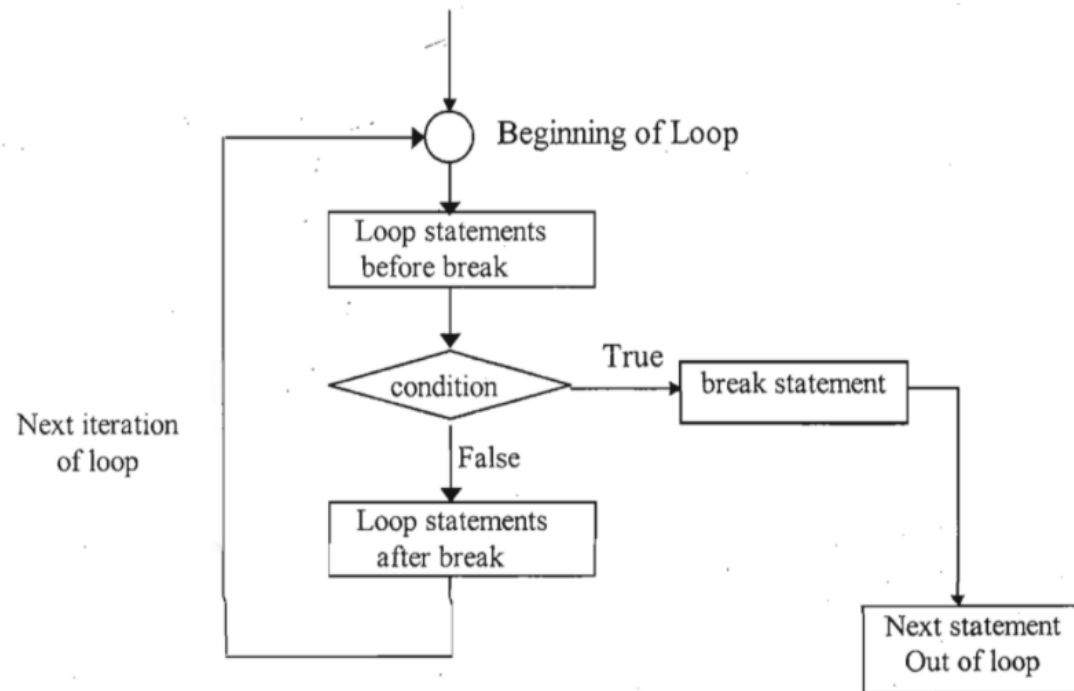 Beginning of Loop
Loop statements
before break
condition
True
break statement
False
Next iteration
of loop
Loop statements
after break
Next statement
Out of loop